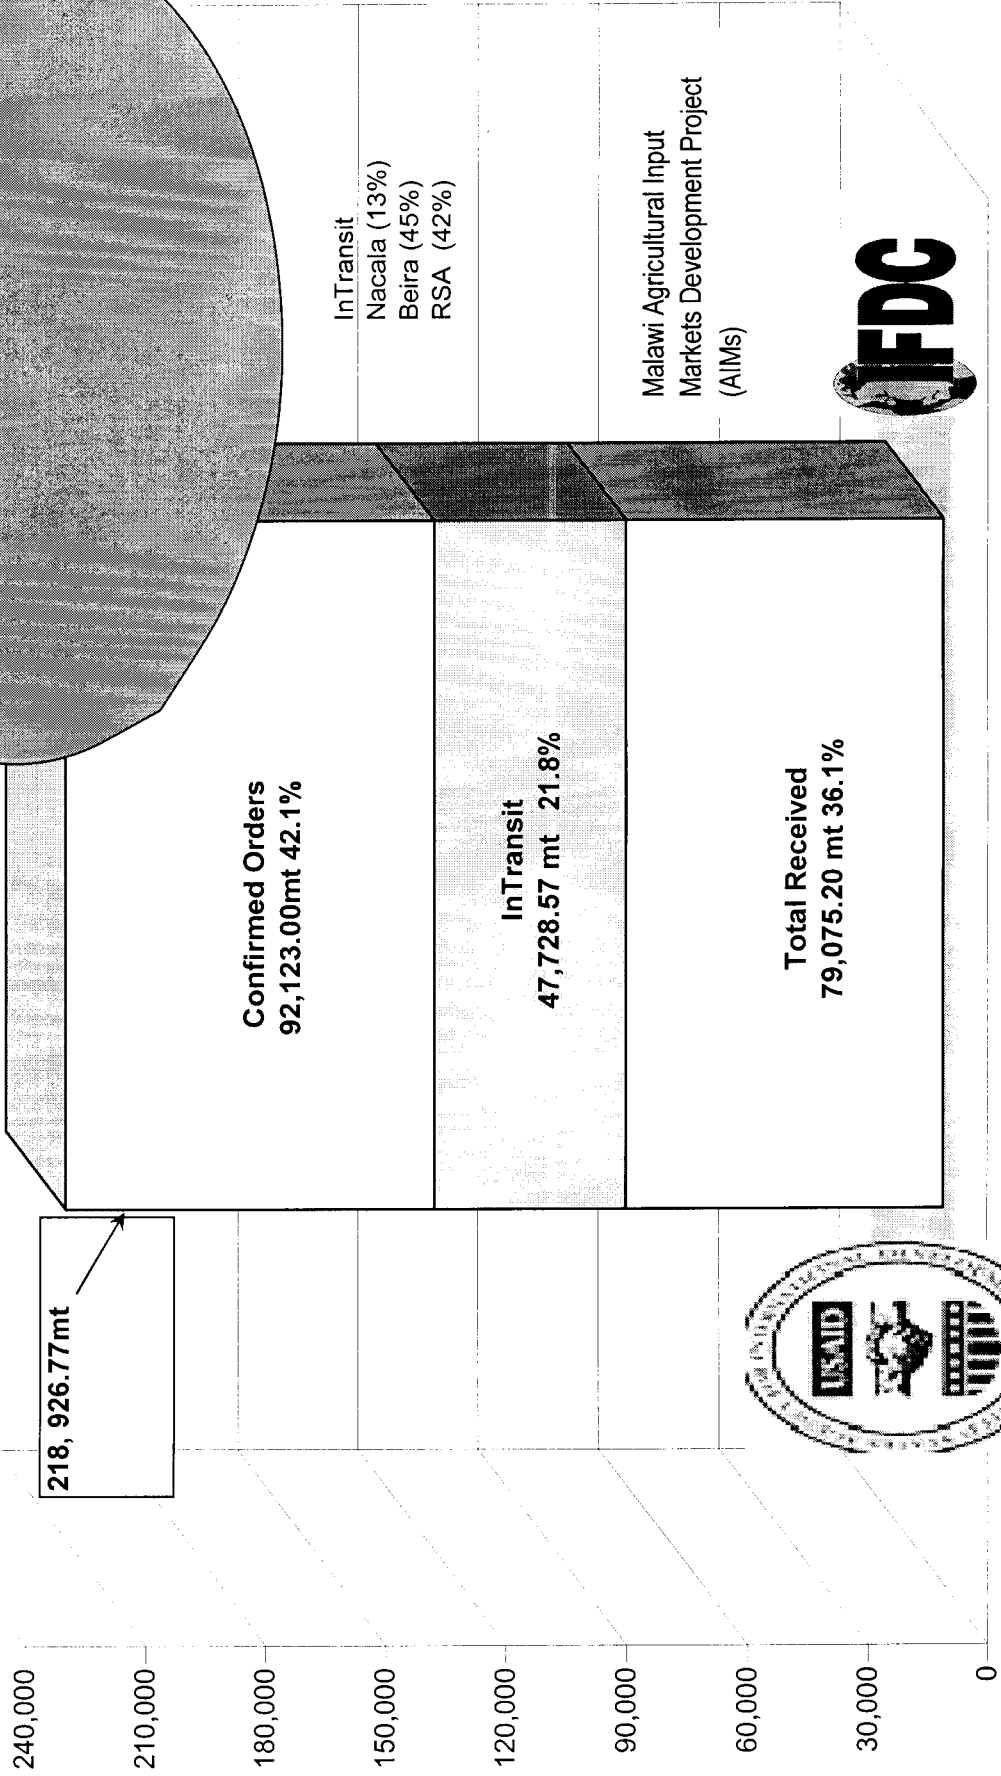 240,000
210,000
180,000
150,000
120,000
90,000
60,000
30,000
0
218, 926.77mt
Confirmed Orders
92,123.00mt 42.1%
InTransit
47,728.57 mt 21.8%
Total Received
79,075.20 mt 36.1%
InTransit
Nacala (13%)
Beira (45%)
RSA (42%)
Malawi Agricultural Input
Markets Development Project
(AIMs)
USAID
IFDC